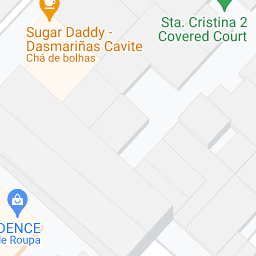 Sugar Daddy -
Dasmariñas Cavite
Chá de bolhas
Sta. Cristina 2
Covered Court
DENCE
de Roupa